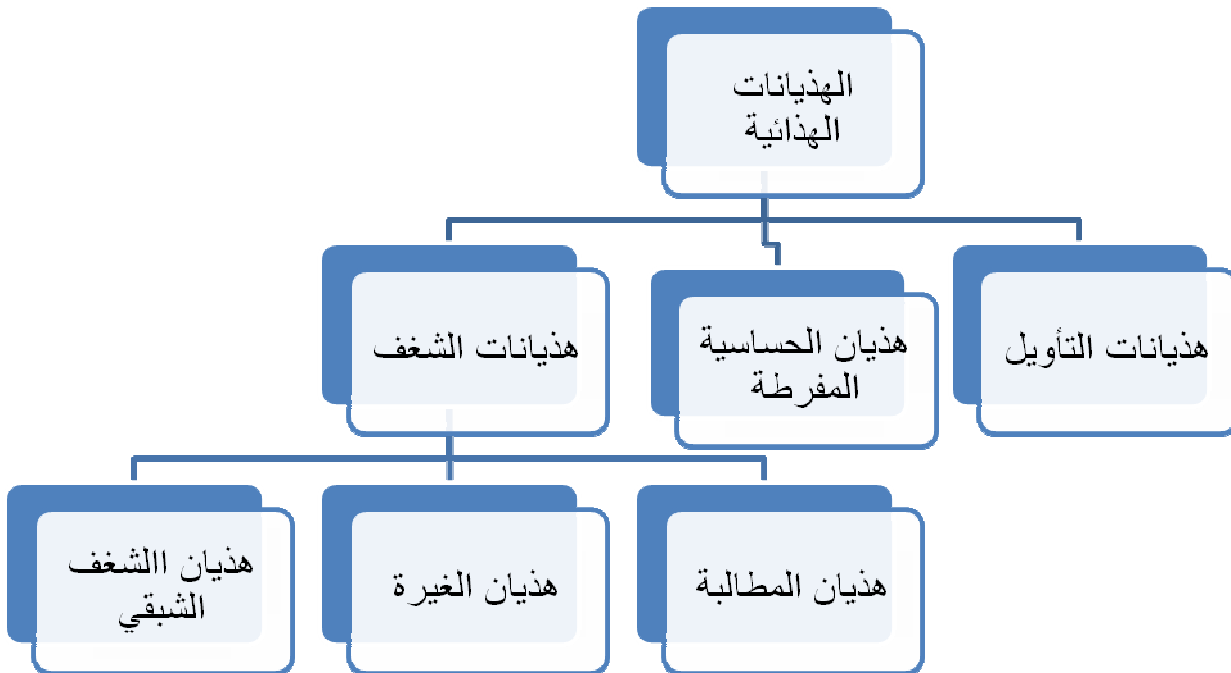 الهذيانات
الهذائية
هذيانات التأويل
هذيان الحساسية
المفرطة
هذيانات الشغف
هذيان المطالبة
هذيان الغيرة
هذيان االشغف
الشبقي